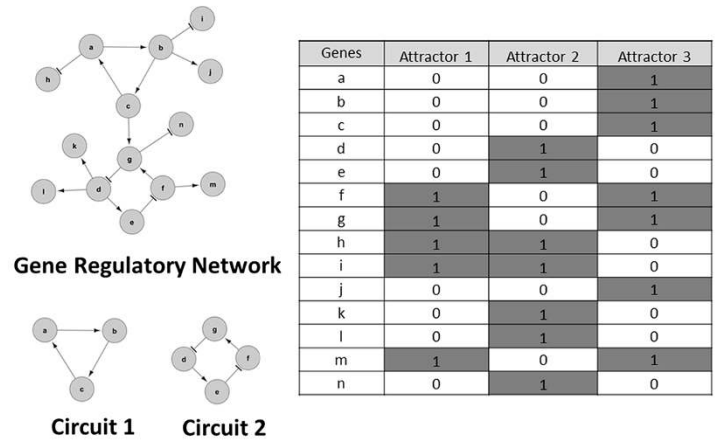 i
a
b
h
j
c
n
k
g
l
d
f
m
e
Gene Regulatory Network
a
b
c
g
d
f
e
Circuit 1 Circuit 2
Genes Attractor 1 Attractor 2 Attractor 3
a 0 0 1
b 0 0 1
c 0 0 1
d 0 1 0
e 0 1 0
f 1 0 1
g 1 0 1
h 1 1 0
i 1 1 0
j 0 0 1
k 0 1 0
l 0 1 0
m 1 0 1
n 0 1 0